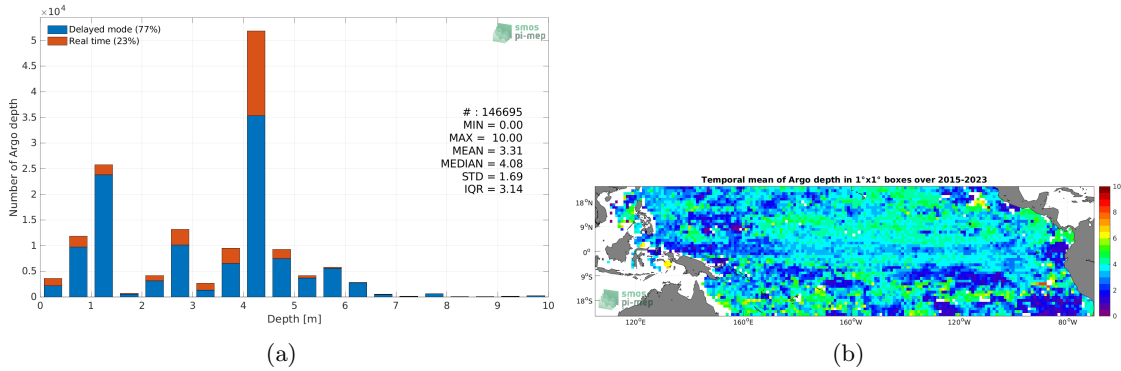 ×10⁴
Delayed mode (77%)
Real time (23%)
smos
pi-mep
5
4.5
4
3.5
3
2.5
2
1.5
1
0.5
0
Number of Argo depth
# : 146695
MIN = 0.00
MAX = 10.00
MEAN = 3.31
MEDIAN = 4.08
STD = 1.69
IQR = 3.14
0 1 2 3 4 5 6 7 8 9 10
Depth [m]
(a)
Temporal mean of Argo depth in 1°x1° boxes over 2015-2023
18°N
9°N
0°
9°S
18°S
smos
pi-mep
120°E 160°E 160°W 120°W 80°W
10
8
6
4
2
0
(b)